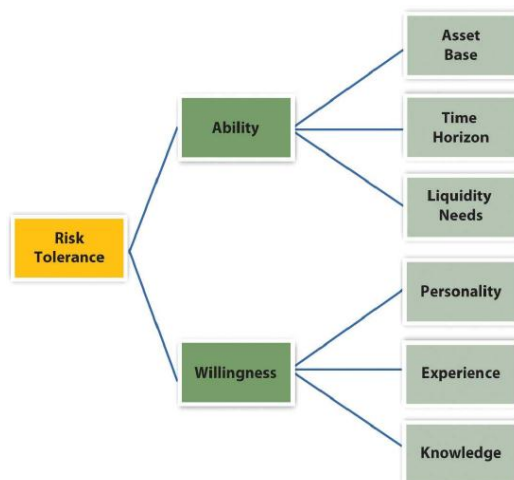 Risk
Tolerance
Ability
Asset
Base
Time
Horizon
Liquidity
Needs
Willingness
Personality
Experience
Knowledge